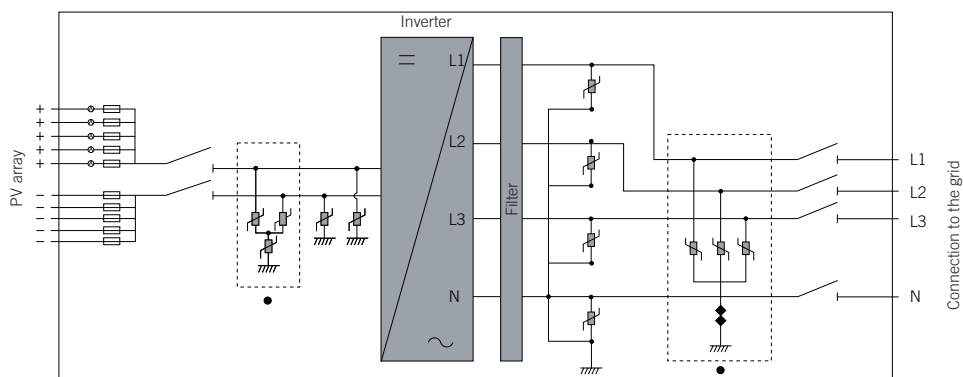 Inverter
PV array
+
+
+
+
+
−
−
−
−
−
L1
L2
L3
N
Filter
L1
L2
L3
N
Connection to the grid